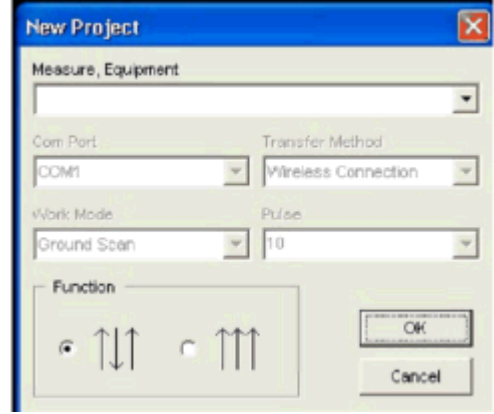 New Project
Measure, Equipment
Com Port Transfer Method
COM1 Wireless Connection
Work Mode Pulse
Ground Scan 10
Function
OK
Cancel